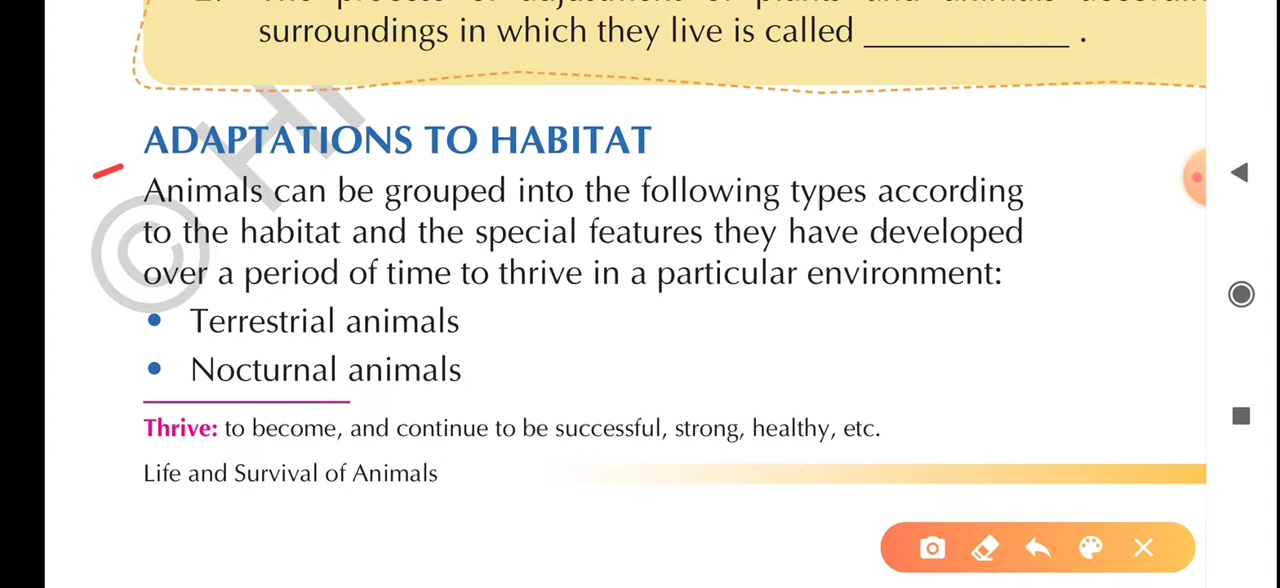 surroundings in which they live is called ____________ .
ADAPTATIONS TO HABITAT
Animals can be grouped into the following types according
to the habitat and the special features they have developed
over a period of time to thrive in a particular environment:
• Terrestrial animals
• Nocturnal animals
Thrive: to become, and continue to be successful, strong, healthy, etc.
Life and Survival of Animals